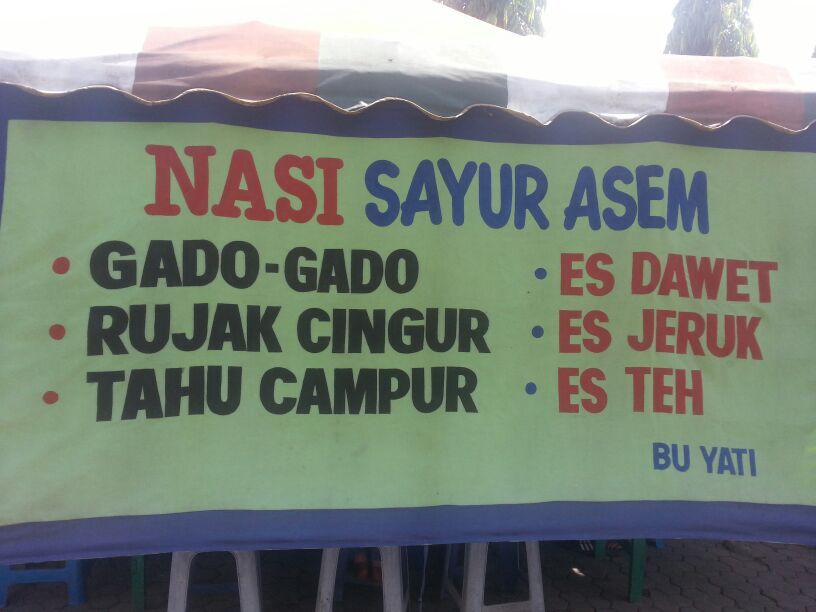 NASI SAYUR ASEM
• GADO-GADO
• RUJAK CINGUR
• TAHU CAMPUR
• ES DAWET
• ES JERUK
• ES TEH
BU YATI